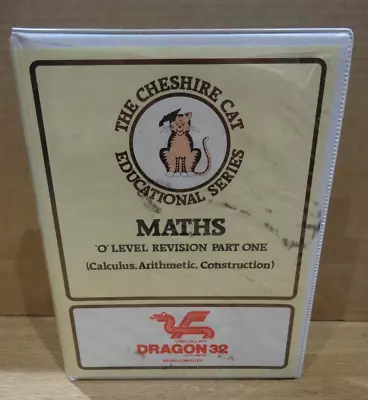 THE CHESHIRE CAT
EDUCATIONAL SERIES
MATHS
'O' LEVEL REVISION PART ONE
(Calculus, Arithmetic, Construction)
DRAGON 32